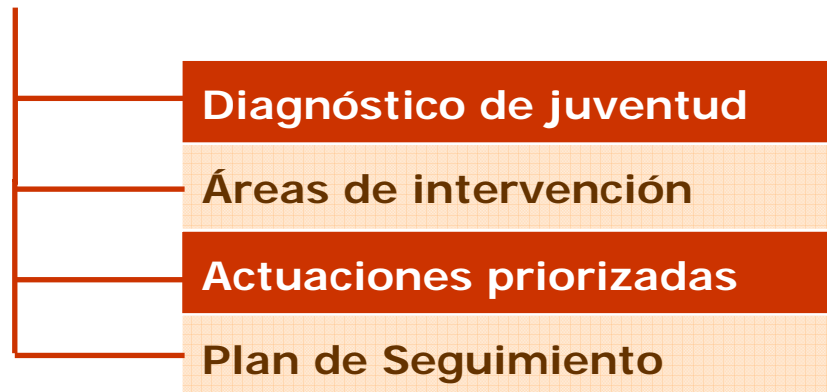 Diagnóstico de juventud
Áreas de intervención
Actuaciones priorizadas
Plan de Seguimiento